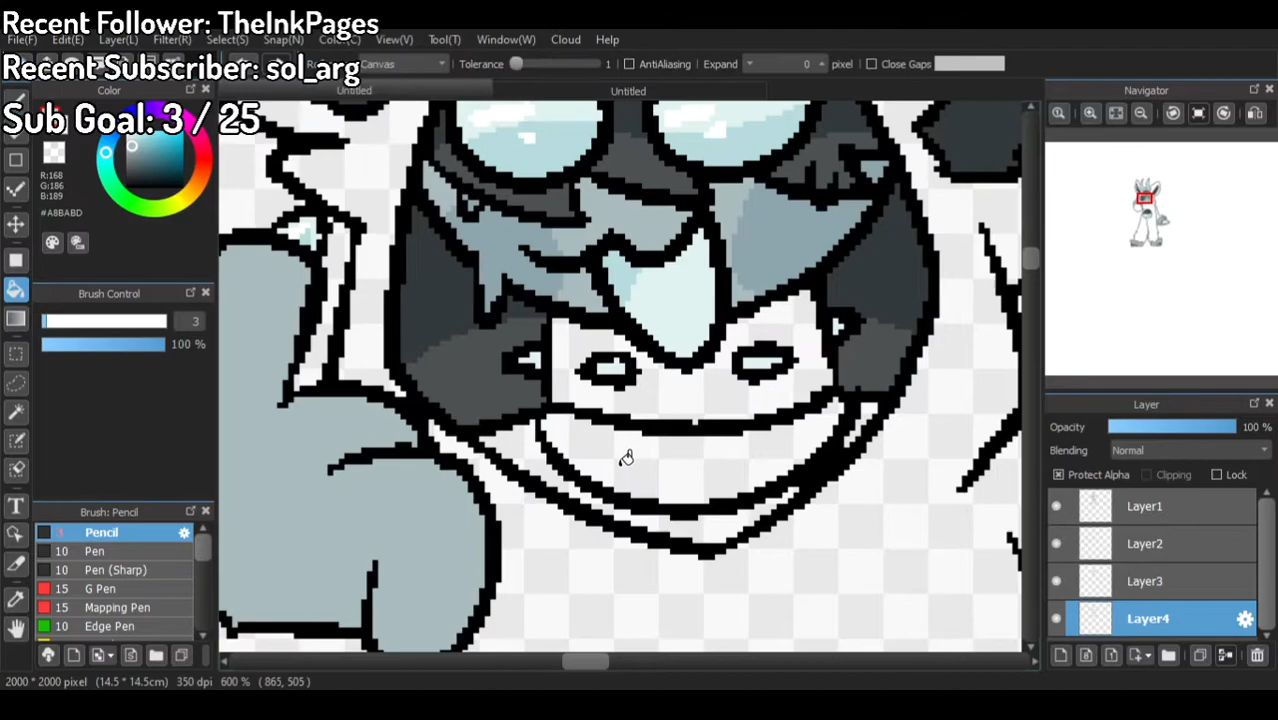 Recent Follower: TheInkPages
File(F) Edit(E) Layer(L) Filter(R) Select(S) Snap(N) View(V) Tool(T) Window(W) Cloud Help
Recent Subscriber: sol_arg
Canvas Tolerance 1 AntiAliasing Expand 0 pixel Close Gaps
Color Untitled Untitled Navigator
Sub Goal: 3 / 25
R:168
G:186
B:189
#A8BABD
Brush Control
3
100 %
Layer
Opacity 100 %
Blending Normal
Protect Alpha Clipping Lock
Layer1
Layer2
Layer3
Layer4
Brush: Pencil
3 Pencil
10 Pen
10 Pen (Sharp)
15 G Pen
15 Mapping Pen
10 Edge Pen
2000 * 2000 pixel (14.5 * 14.5cm) 350 dpi 600 % ( 865, 505 )